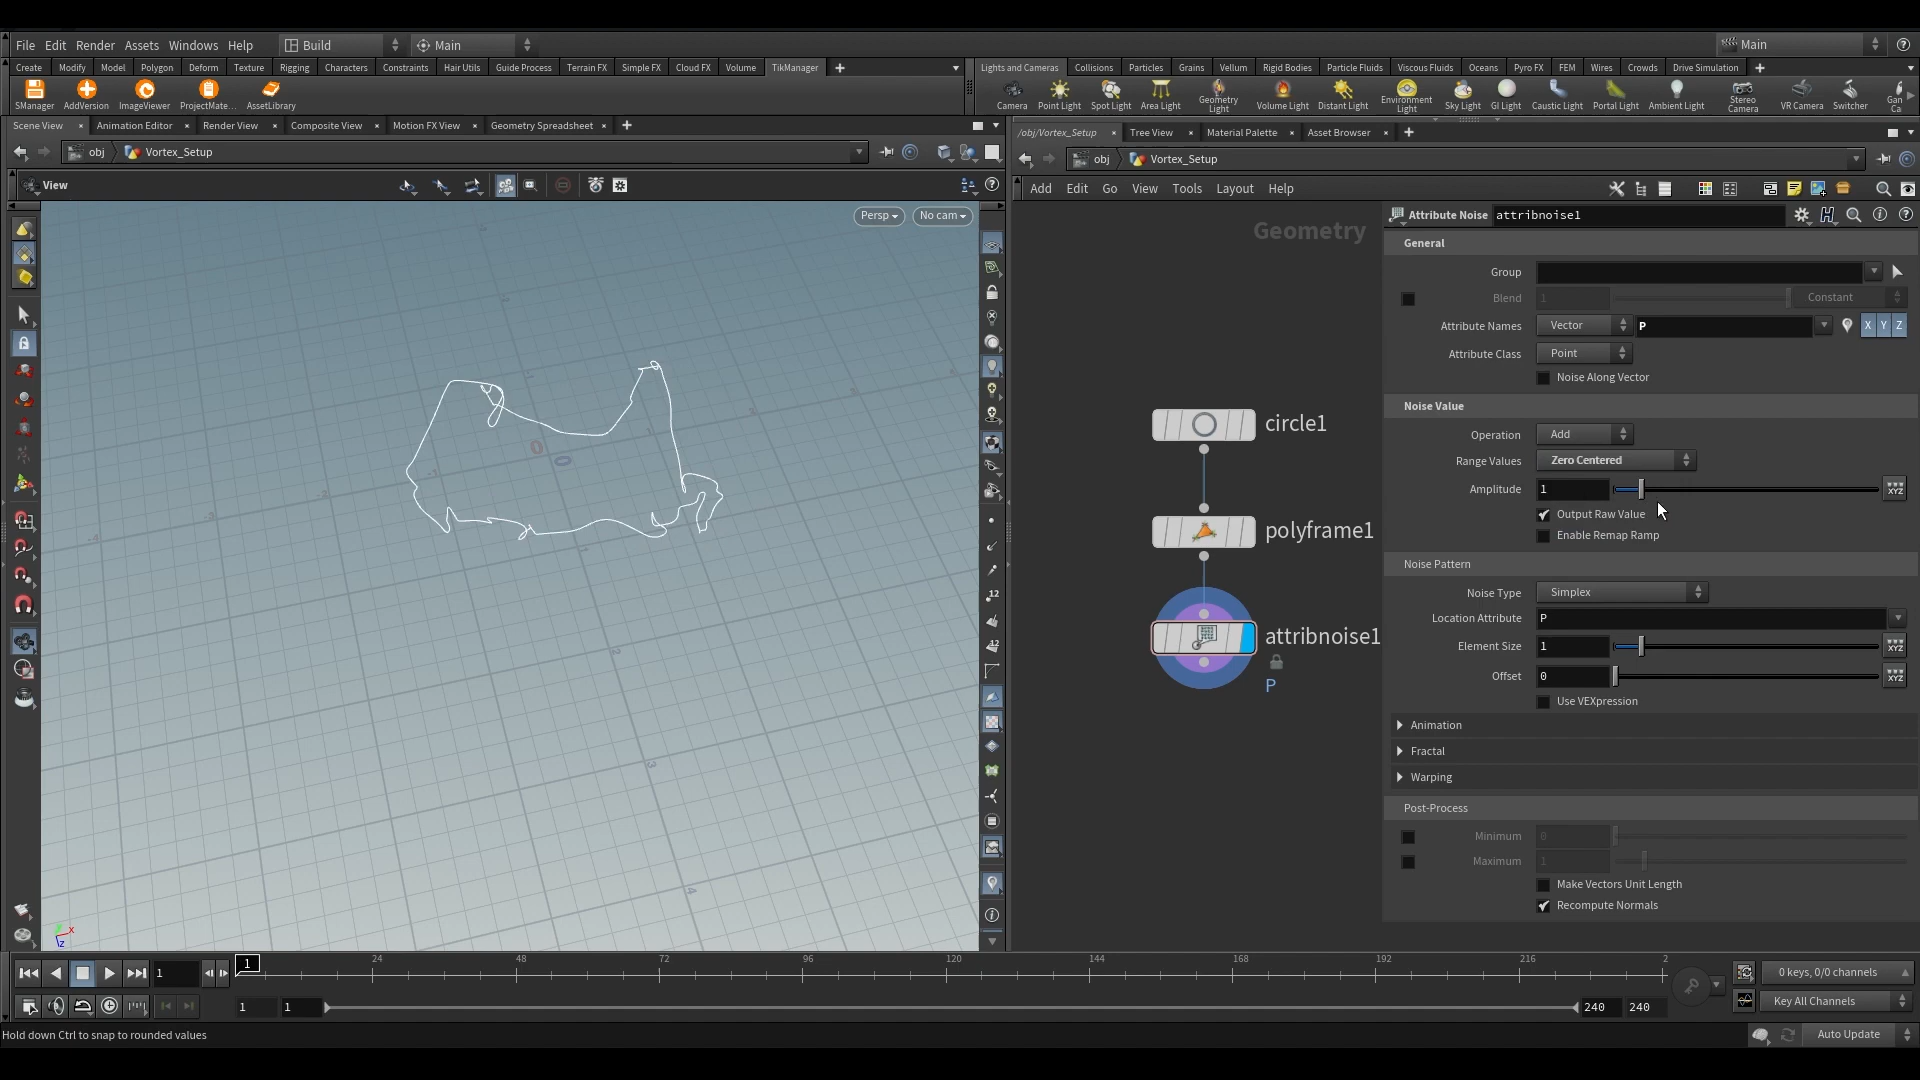 File Edit Render Assets Windows Help Build Main Main
Create Modify Model Polygon Deform Texture Rigging Characters Constraints Hair Utils Guide Process Terrain FX Simple FX Cloud FX Volume TikManager
Lights and Cameras Collisions Particles Grains Vellum Rigid Bodies Particle Fluids Viscous Fluids Oceans Pyro FX FEM Wires Crowds Drive Simulation
SManager AddVersion ImageViewer ProjectMate... AssetLibrary
Camera Point Light Spot Light Area Light Geometry Light Volume Light Distant Light Environment Light Sky Light GI Light Caustic Light Portal Light Ambient Light Stereo Camera VR Camera Switcher Gan Ca
Scene View Animation Editor Render View Composite View Motion FX View Geometry Spreadsheet
/obj/Vortex_Setup Tree View Material Palette Asset Browser
obj Vortex_Setup
obj Vortex_Setup
View
Add Edit Go View Tools Layout Help
Persp No cam
Geometry
circle1
polyframe1
attribnoise1
P
Attribute Noise attribnoise1
General
Group
Blend 1 Constant
Attribute Names Vector P X Y Z
Attribute Class Point
Noise Along Vector
Noise Value
Operation Add
Range Values Zero Centered
Amplitude 1 XYZ
Output Raw Value
Enable Remap Ramp
Noise Pattern
Noise Type Simplex
Location Attribute P
Element Size 1 XYZ
Offset 0 XYZ
Use VEXpression
Animation
Fractal
Warping
Post-Process
Minimum 0
Maximum 1
Make Vectors Unit Length
Recompute Normals
1 1 24 48 72 96 120 144 168 192 216 2
0 keys, 0/0 channels
1 1 240 240
Key All Channels
Hold down Ctrl to snap to rounded values
Auto Update